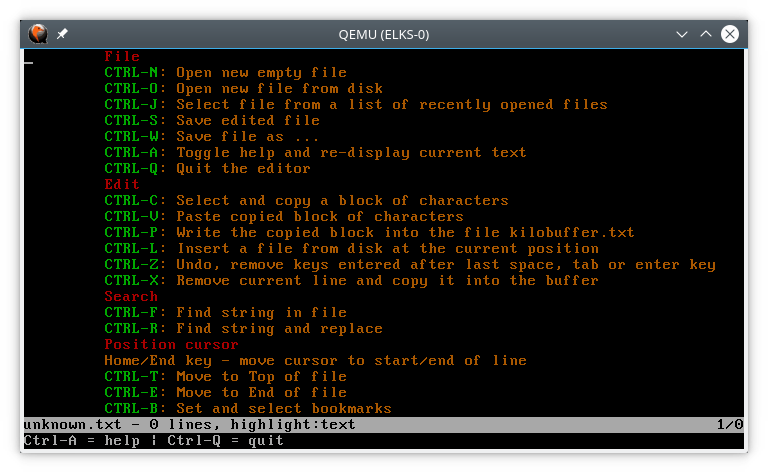 QEMU (ELKS-0)
File
CTRL-N: Open new empty file
CTRL-O: Open new file from disk
CTRL-J: Select file from a list of recently opened files
CTRL-S: Save edited file
CTRL-W: Save file as ...
CTRL-A: Toggle help and re-display current text
CTRL-Q: Quit the editor
Edit
CTRL-C: Select and copy a block of characters
CTRL-V: Paste copied block of characters
CTRL-P: Write the copied block into the file kilobuffer.txt
CTRL-L: Insert a file from disk at the current position
CTRL-Z: Undo, remove keys entered after last space, tab or enter key
CTRL-X: Remove current line and copy it into the buffer
Search
CTRL-F: Find string in file
CTRL-R: Find string and replace
Position cursor
Home/End key - move cursor to start/end of line
CTRL-T: Move to Top of file
CTRL-E: Move to End of file
CTRL-B: Set and select bookmarks
unknown.txt - 0 lines, highlight:text 1/0
Ctrl-A = help | Ctrl-Q = quit